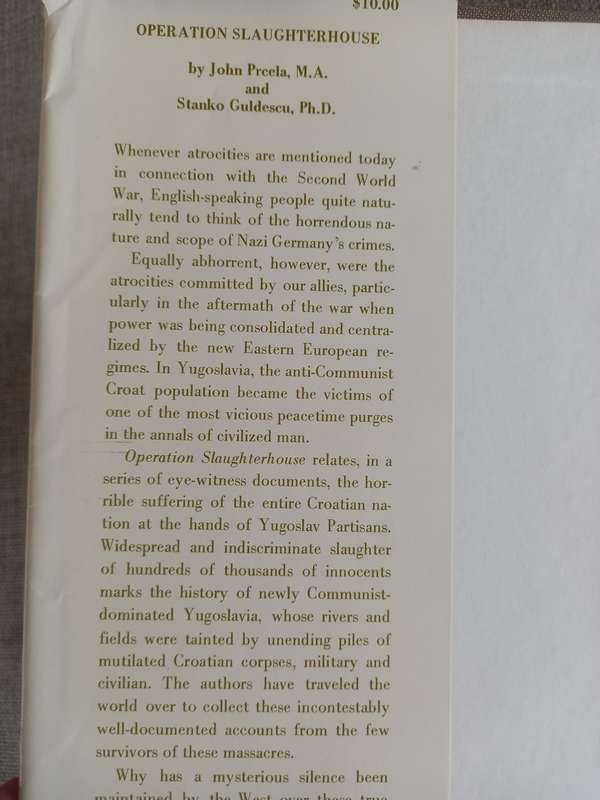 $10.00
OPERATION SLAUGHTERHOUSE
by John Prcela, M.A.
and
Stanko Guldescu, Ph.D.
Whenever atrocities are mentioned today
in connection with the Second World
War, English-speaking people quite natu-
rally tend to think of the horrendous na-
ture and scope of Nazi Germany's crimes.
Equally abhorrent, however, were the
atrocities committed by our allies, partic-
ularly in the aftermath of the war when
power was being consolidated and centra-
lized by the new Eastern European re-
gimes. In Yugoslavia, the anti-Communist
Croat population became the victims of
one of the most vicious peacetime purges
in the annals of civilized man.
Operation Slaughterhouse relates, in a
series of eye-witness documents, the hor-
rible suffering of the entire Croatian na-
tion at the hands of Yugoslav Partisans.
Widespread and indiscriminate slaughter
of hundreds of thousands of innocents
marks the history of newly Communist-
dominated Yugoslavia, whose rivers and
fields were tainted by unending piles of
mutilated Croatian corpses, military and
civilian. The authors have traveled the
world over to collect these incontestably
well-documented accounts from the few
survivors of these massacres.
Why has a mysterious silence been
maintained by the West over these true